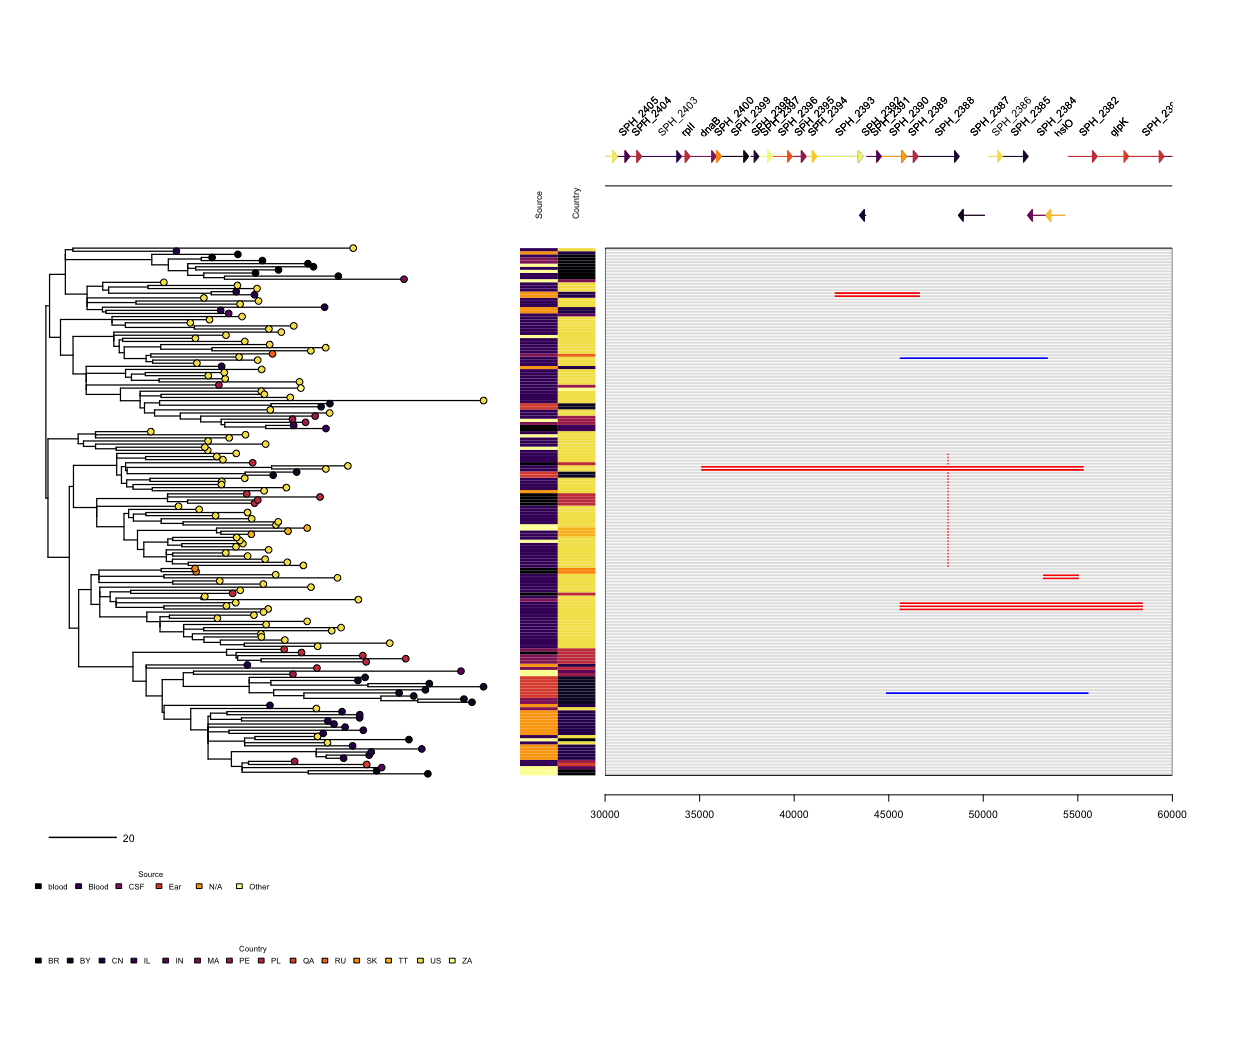 SPH_2405
SPH_2404
SPH_2403
rplI
dnaB
SPH_2400
SPH_2399
SPH_2398
SPH_2397
SPH_2396
SPH_2395
SPH_2394
SPH_2393
SPH_2392
SPH_2391
SPH_2390
SPH_2389
SPH_2388
SPH_2387
SPH_2386
SPH_2385
SPH_2384
hslO
SPH_2382
glpK
Source
Country
30000 35000 40000 45000 50000 55000 60000
20
Source
blood Blood CSF Ear N/A Other
Country
BR BY CN IL IN MA PE PL QA RU SK TT US ZA